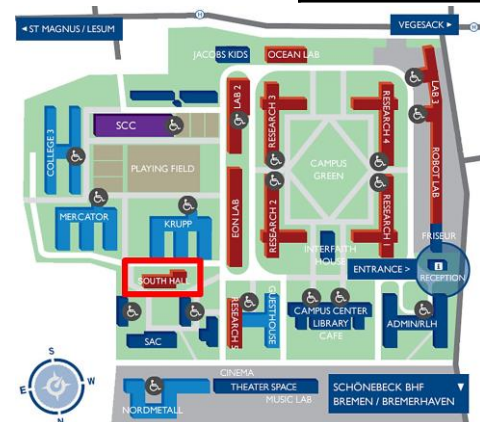 ◄ ST MAGNUS / LESUM
VEGESACK ►
JACOBS KIDS
OCEAN LAB
LAB 2
RESEARCH 3
RESEARCH 4
LAB 3
SCC
COLLEGE 3
PLAYING FIELD
CAMPUS
GREEN
ROBOT LAB
MERCATOR
KRUPP
EON LAB
RESEARCH 2
RESEARCH 1
INTERFAITH
HOUSE
FRISEUR
ENTRANCE >
i
RECEPTION
SOUTH HALL
GUESTHOUSE
CAMPUS CENTER
LIBRARY
CAFE
ADMIN/RLH
SAC
CINEMA
THEATER SPACE
MUSIC LAB
NORDMETALL
SCHÖNEBECK BHF ▼
BREMEN / BREMERHAVEN
S
E
W
N